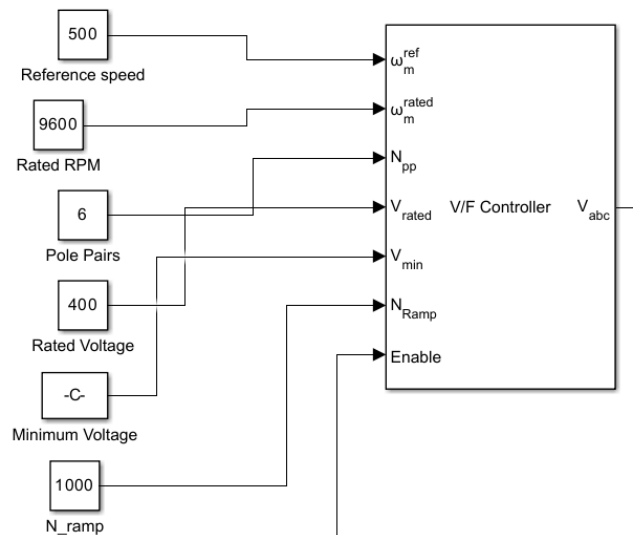 500
Reference speed
9600
Rated RPM
6
Pole Pairs
400
Rated Voltage
-C-
Minimum Voltage
1000
N_ramp
ω_m^ref
ω_m^rated
N_pp
V_rated
V_min
N_Ramp
Enable
V/F Controller
V_abc